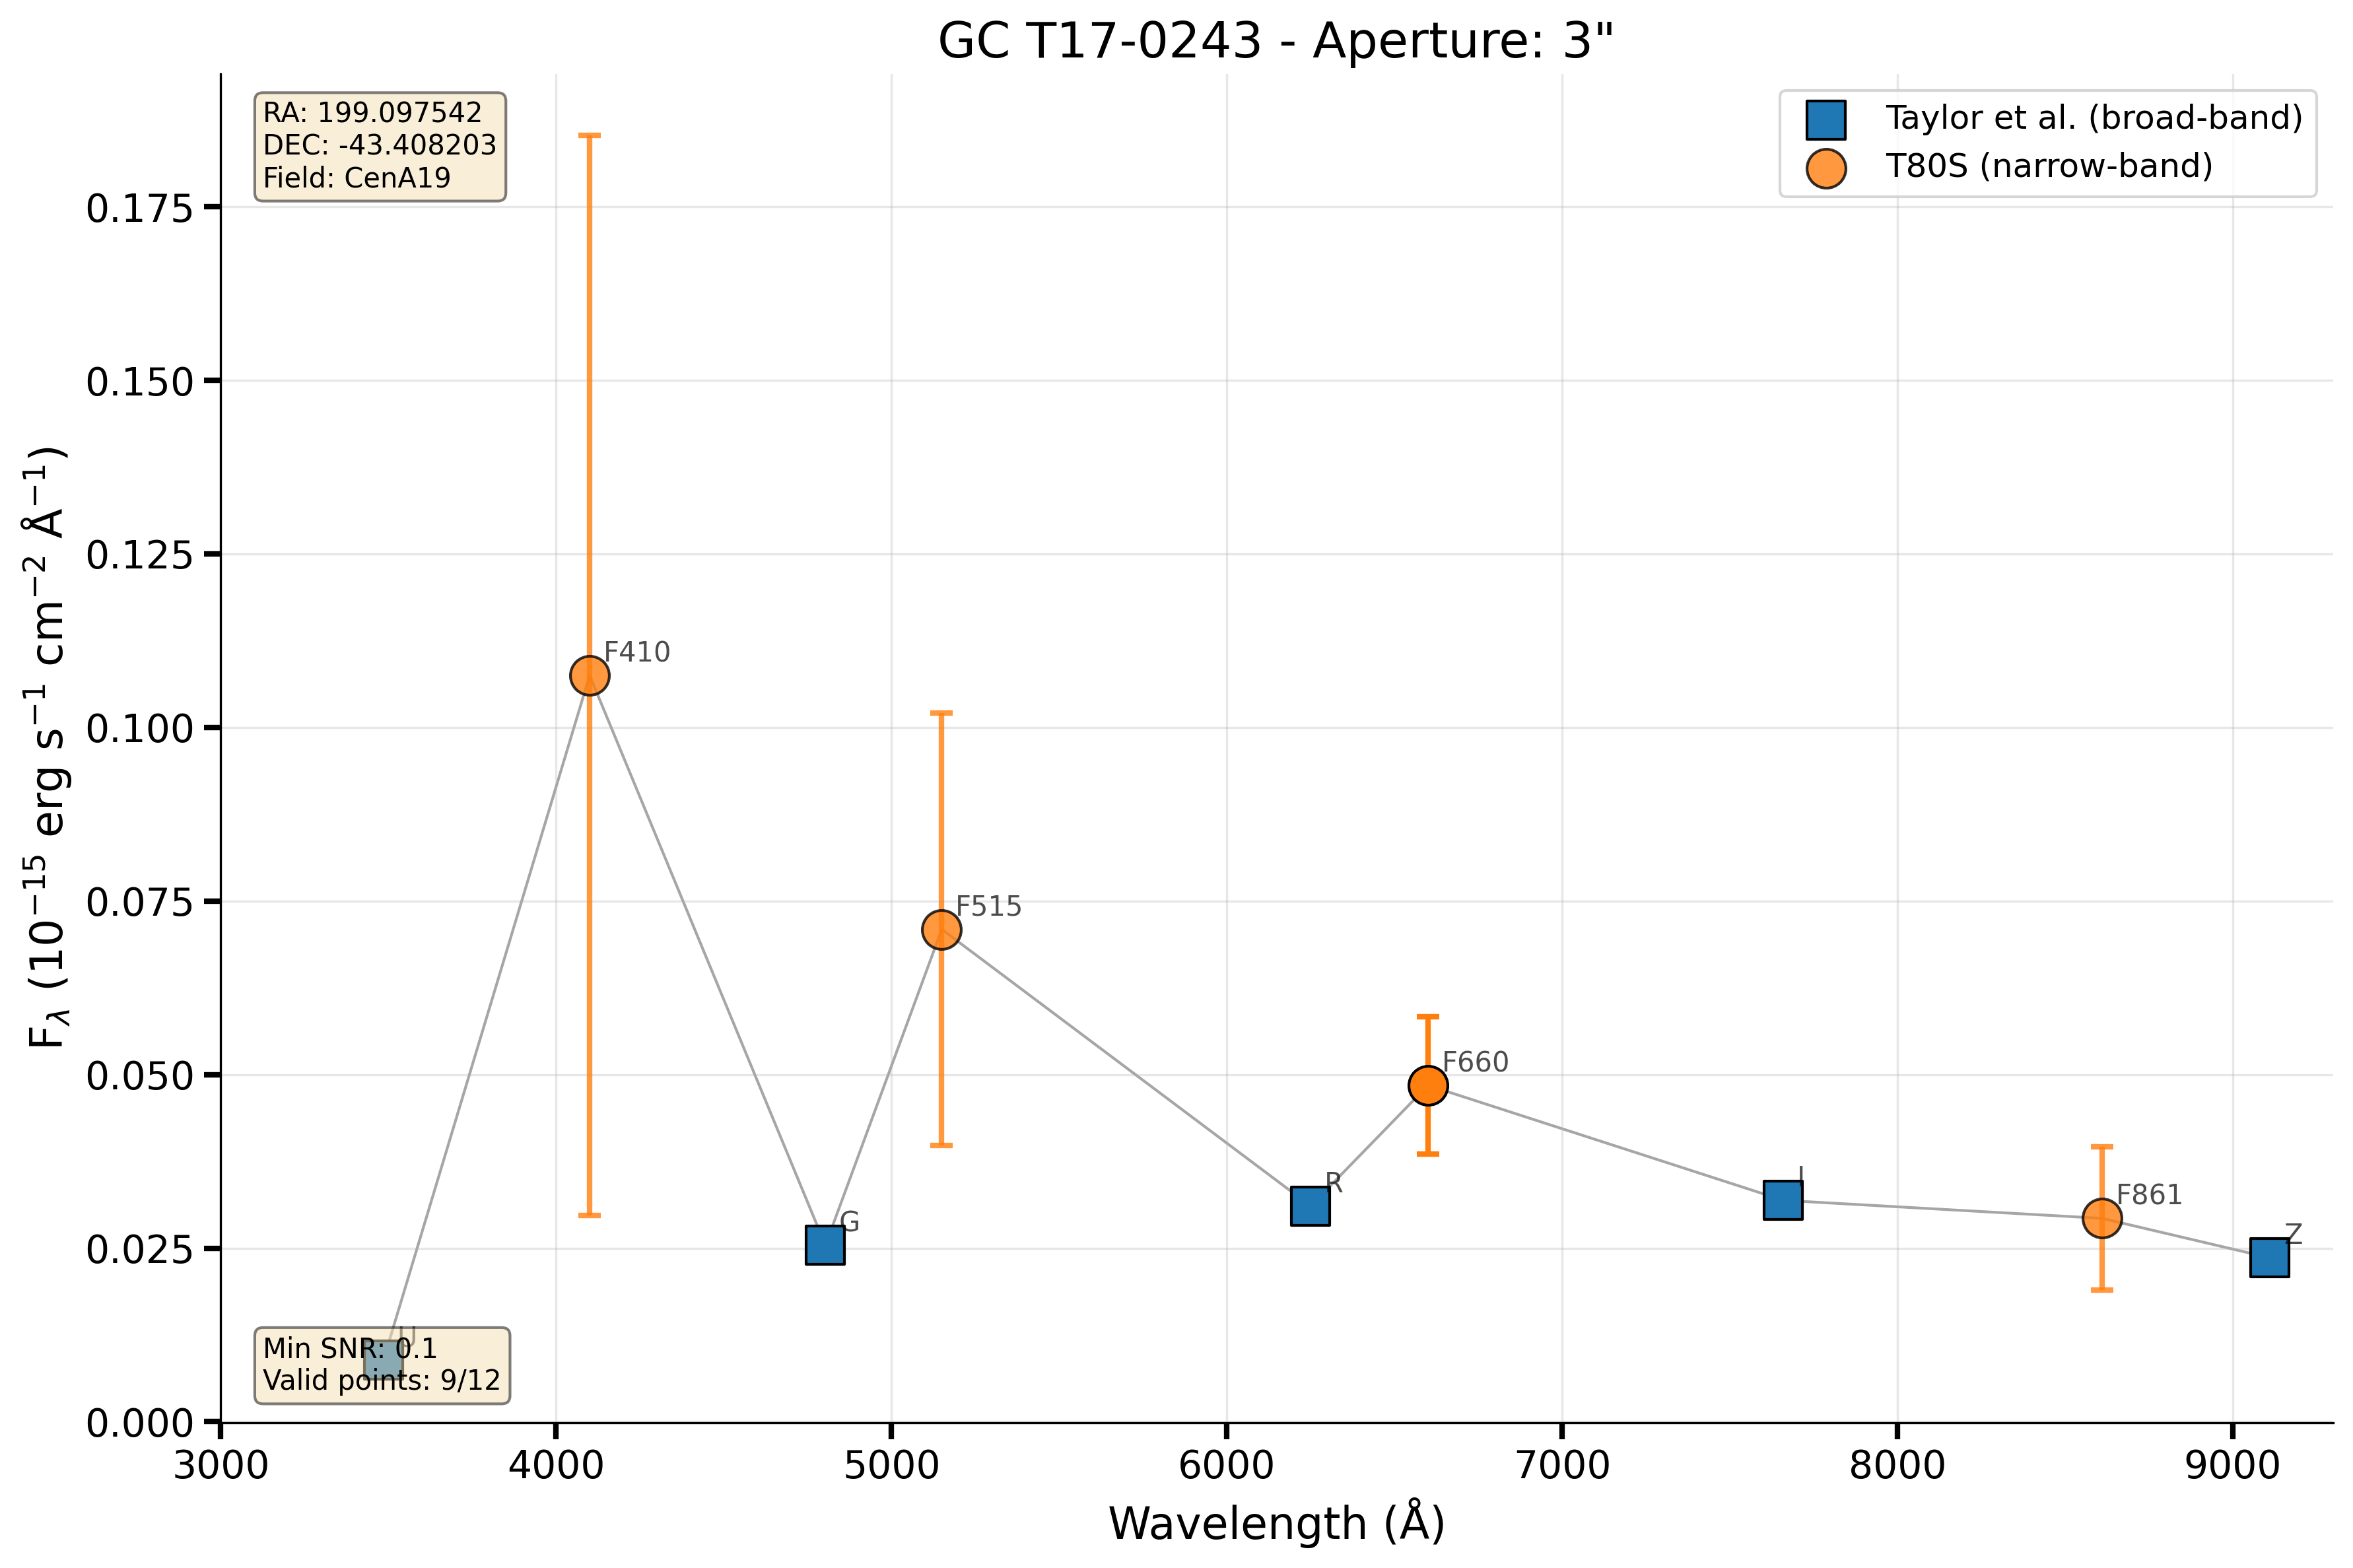 GC T17-0243 - Aperture: 3"
RA: 199.097542
DEC: -43.408203
Field: CenA19
Taylor et al. (broad-band)
T80S (narrow-band)
0.175
0.150
0.125
0.100
0.075
0.050
0.025
0.000
Fλ (10⁻¹⁵ erg s⁻¹ cm⁻² Å⁻¹)
F410
F515
F660
R
I
F861
G
Z
U
Min SNR: 0.1
Valid points: 9/12
3000
4000
5000
6000
7000
8000
9000
Wavelength (Å)